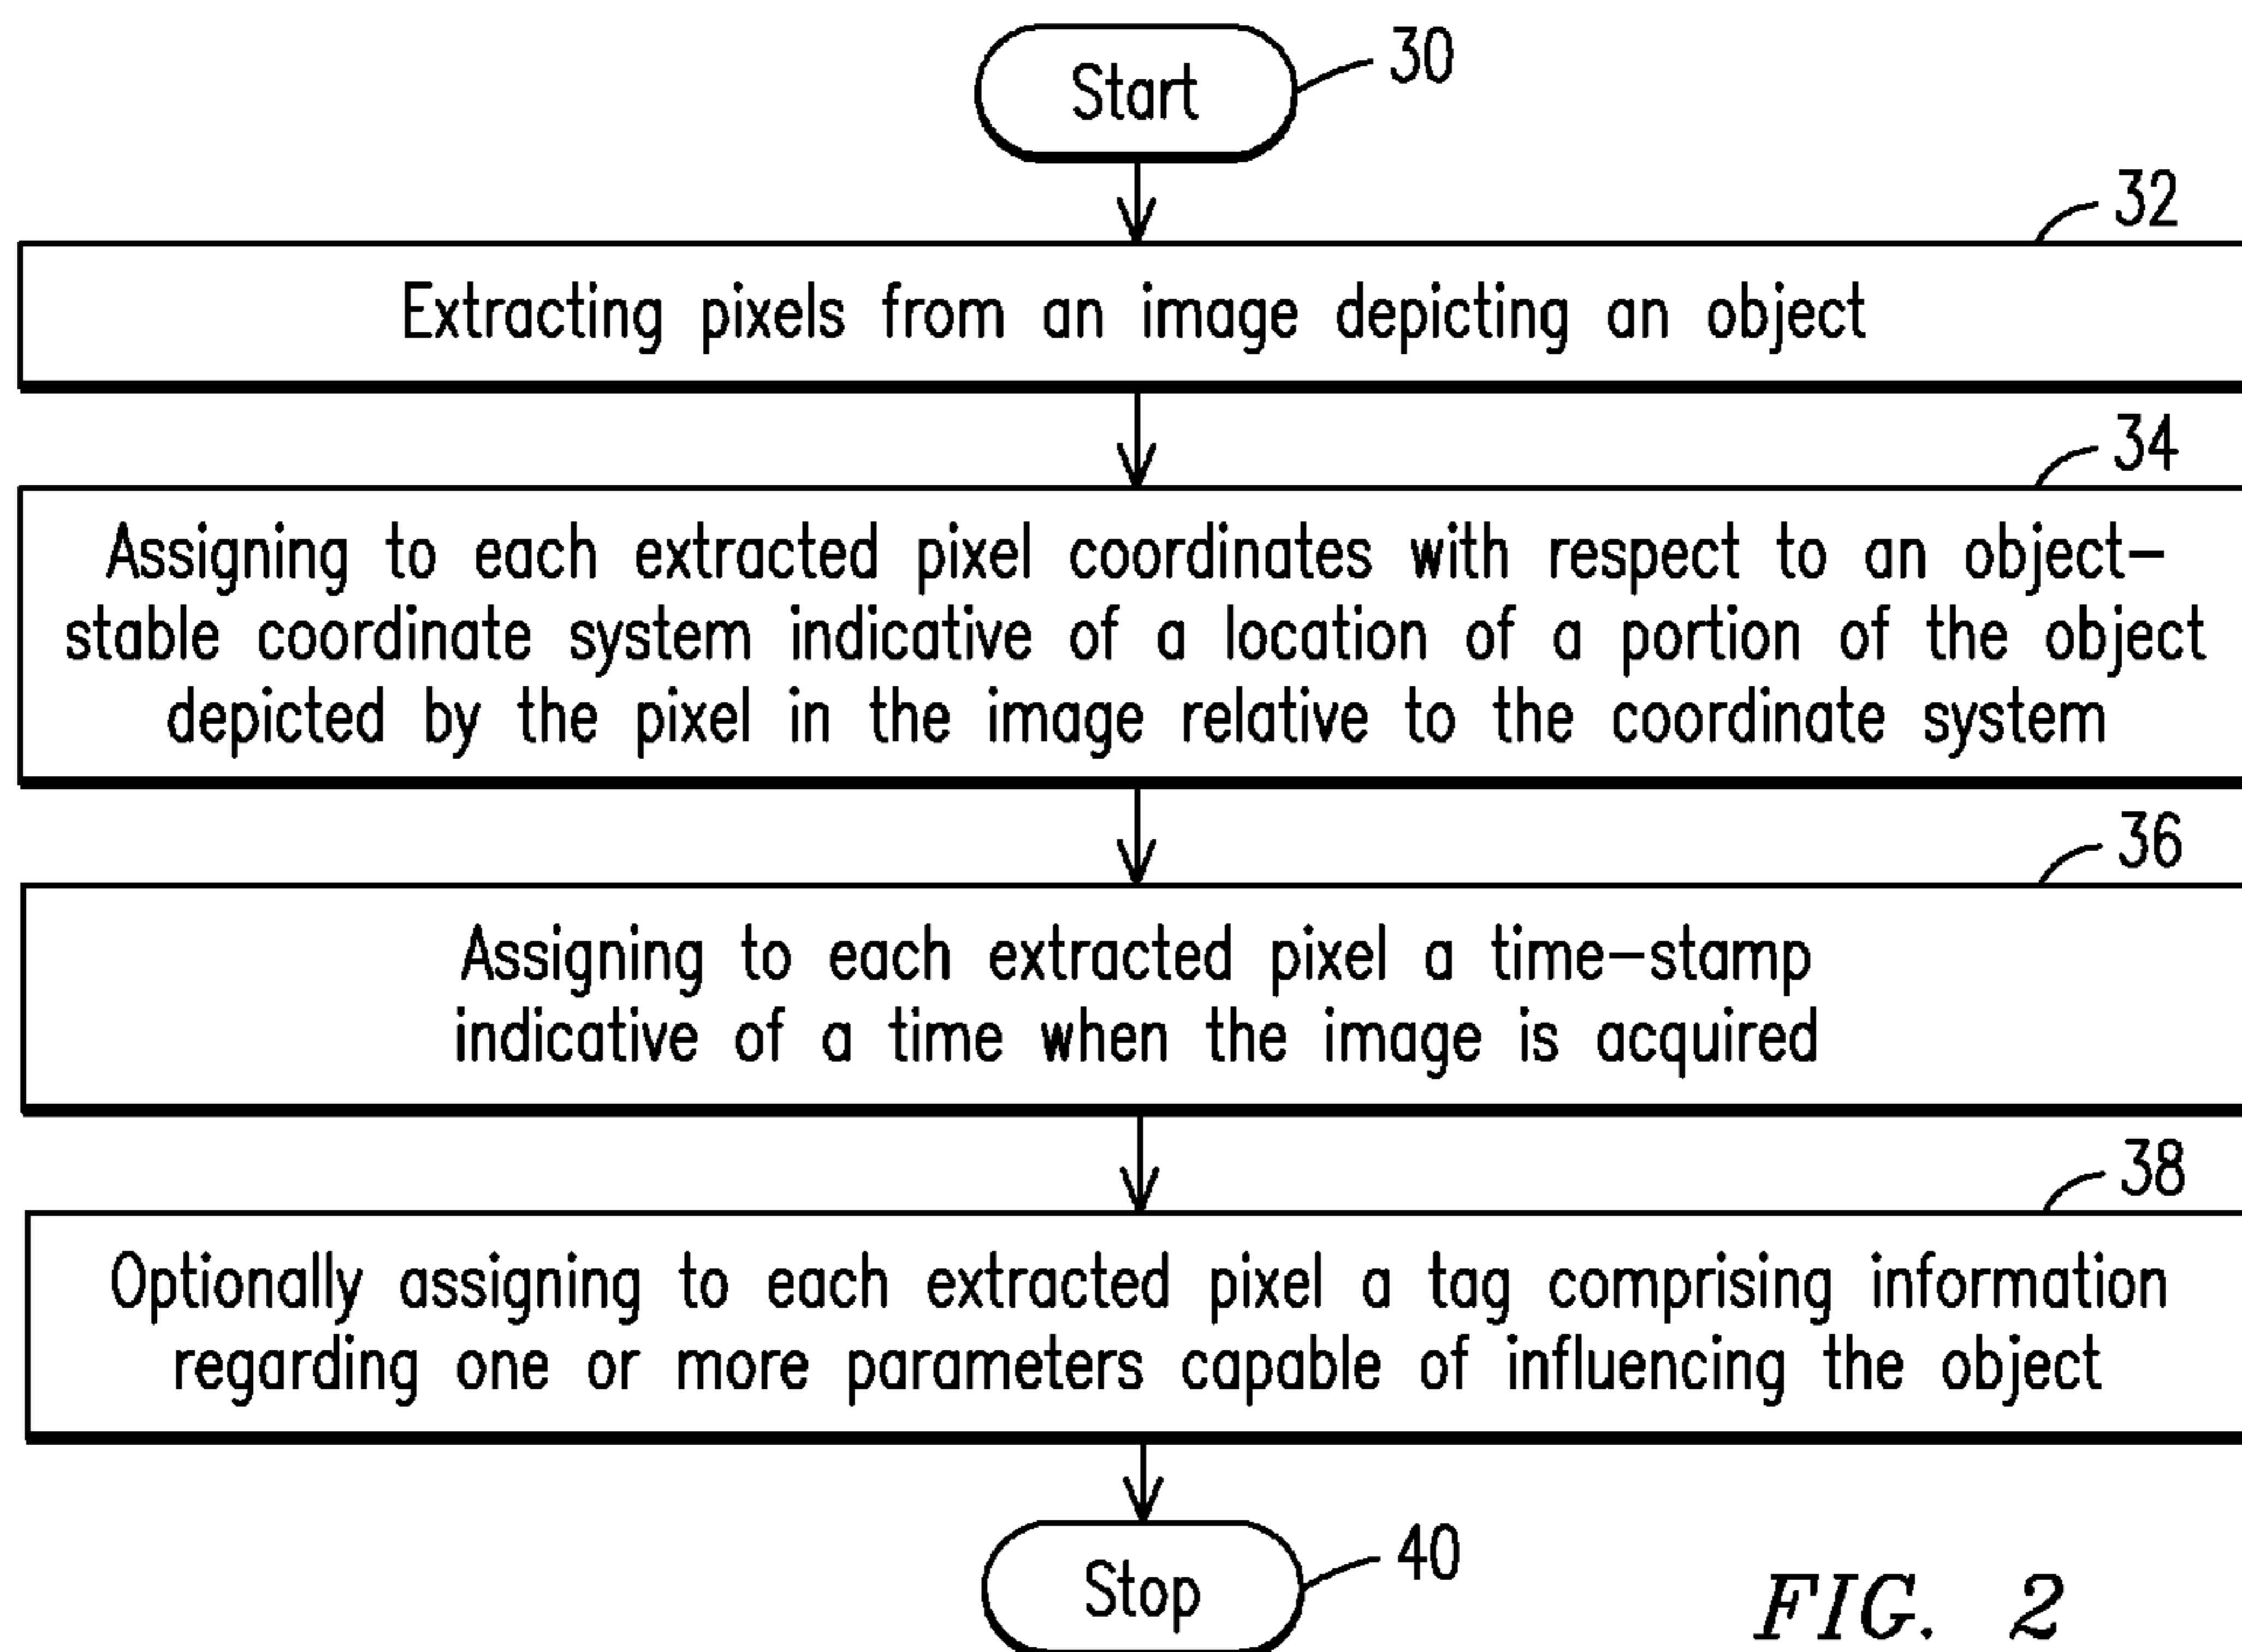 Start
30
32
Extracting pixels from an image depicting an object
34
Assigning to each extracted pixel coordinates with respect to an object-
stable coordinate system indicative of a location of a portion of the object
depicted by the pixel in the image relative to the coordinate system
36
Assigning to each extracted pixel a time-stamp
indicative of a time when the image is acquired
38
Optionally assigning to each extracted pixel a tag comprising information
regarding one or more parameters capable of influencing the object
Stop
40
FIG. 2